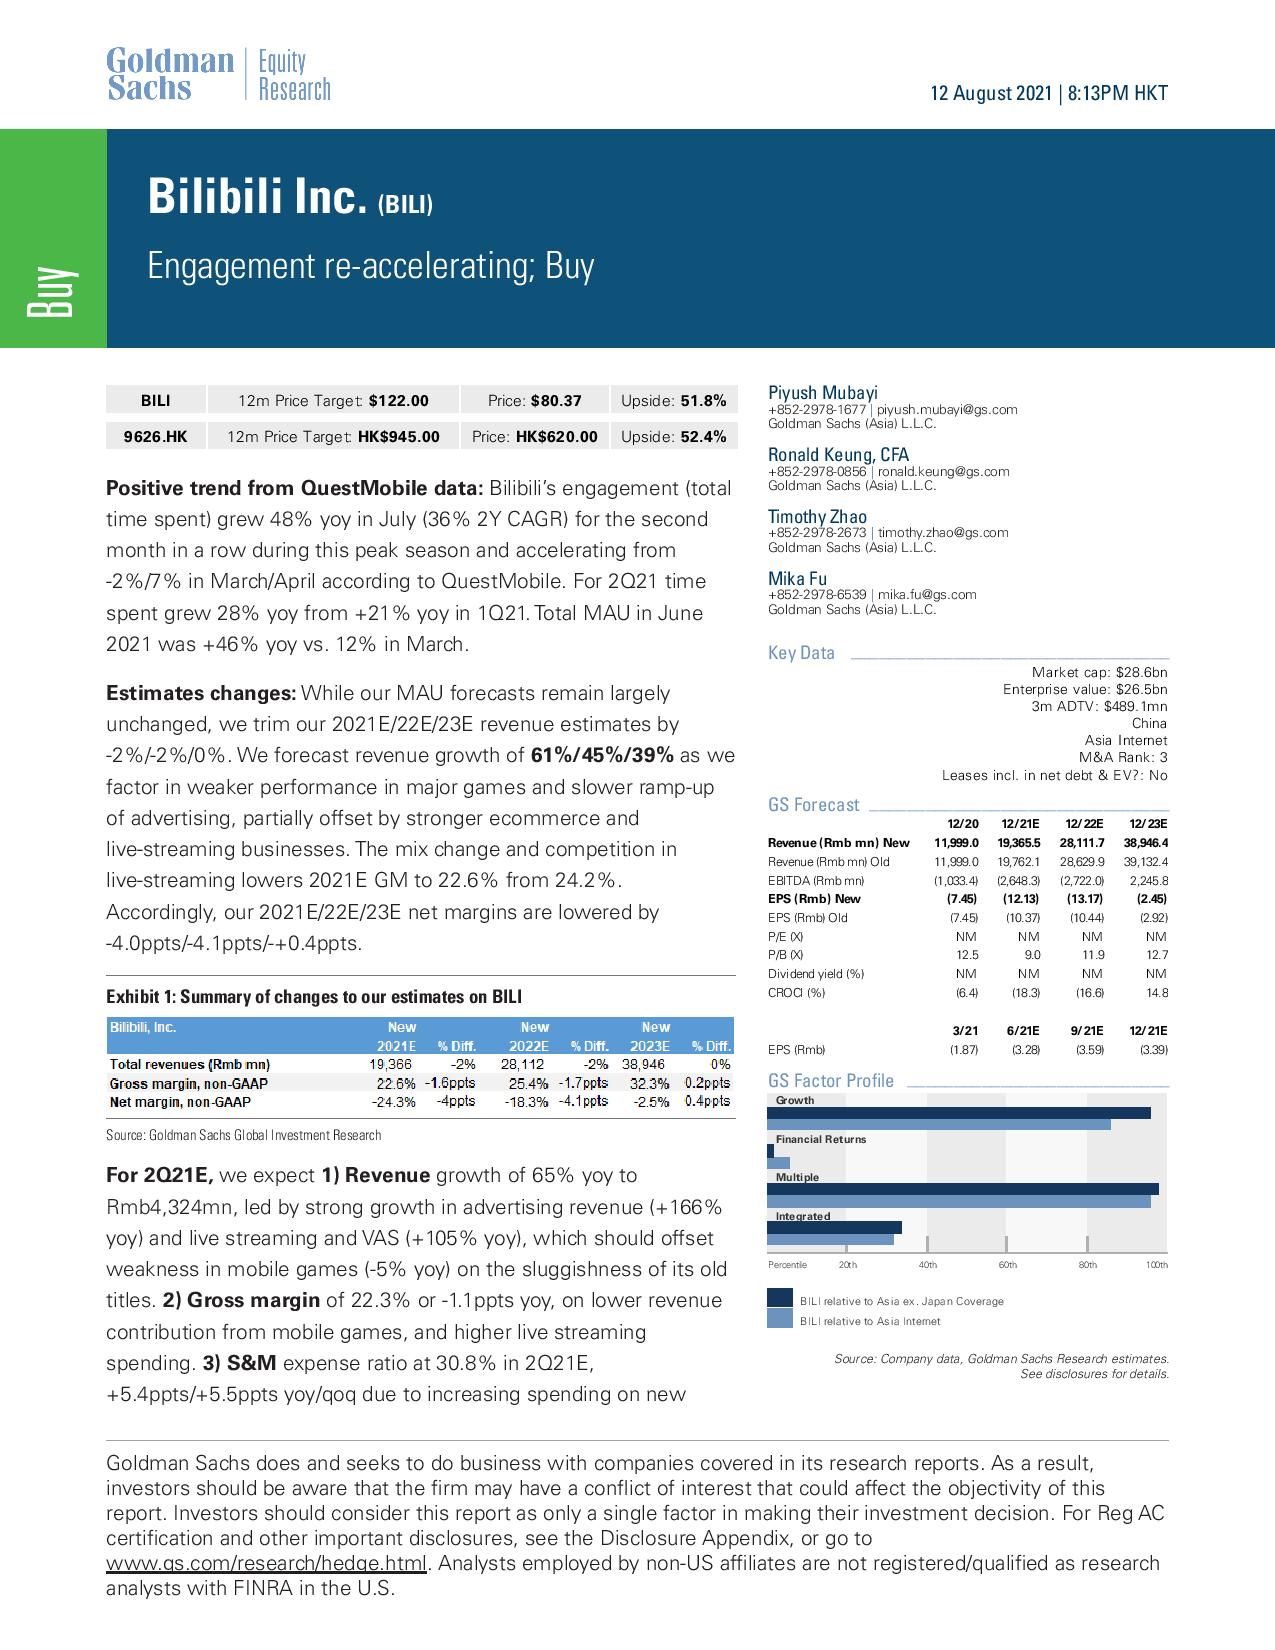 Goldman
Sachs
Equity
Research
12 August 2021 | 8:13PM HKT
Buy
Bilibili Inc. (BILI)
Engagement re-accelerating; Buy
BILI 12m Price Target: $122.00 Price: $80.37 Upside: 51.8%
9626.HK 12m Price Target: HK$945.00 Price: HK$620.00 Upside: 52.4%
Positive trend from QuestMobile data: Bilibili's engagement (total
time spent) grew 48% yoy in July (36% 2Y CAGR) for the second
month in a row during this peak season and accelerating from
-2%/7% in March/April according to QuestMobile. For 2Q21 time
spent grew 28% yoy from +21% yoy in 1Q21. Total MAU in June
2021 was +46% yoy vs. 12% in March.
Estimates changes: While our MAU forecasts remain largely
unchanged, we trim our 2021E/22E/23E revenue estimates by
-2%/-2%/0%. We forecast revenue growth of 61%/45%/39% as we
factor in weaker performance in major games and slower ramp-up
of advertising, partially offset by stronger ecommerce and
live-streaming businesses. The mix change and competition in
live-streaming lowers 2021E GM to 22.6% from 24.2%.
Accordingly, our 2021E/22E/23E net margins are lowered by
-4.0ppts/-4.1ppts/-+0.4ppts.
Exhibit 1: Summary of changes to our estimates on BILI
Bilibili, Inc. New New New
2021E % Diff. 2022E % Diff. 2023E % Diff.
Total revenues (Rmb mn) 19,366 -2% 28,112 -2% 38,946 0%
Gross margin, non-GAAP 22.6% -1.6ppts 25.4% -1.7ppts 32.3% 0.2ppts
Net margin, non-GAAP -24.3% -4ppts -18.3% -4.1ppts -2.5% 0.4ppts
Source: Goldman Sachs Global Investment Research
For 2Q21E, we expect 1) Revenue growth of 65% yoy to
Rmb4,324mn, led by strong growth in advertising revenue (+166%
yoy) and live streaming and VAS (+105% yoy), which should offset
weakness in mobile games (-5% yoy) on the sluggishness of its old
titles. 2) Gross margin of 22.3% or -1.1ppts yoy, on lower revenue
contribution from mobile games, and higher live streaming
spending. 3) S&M expense ratio at 30.8% in 2Q21E,
+5.4ppts/+5.5ppts yoy/qoq due to increasing spending on new
Piyush Mubayi
+852-2978-1677 | piyush.mubayi@gs.com
Goldman Sachs (Asia) L.L.C.
Ronald Keung, CFA
+852-2978-0856 | ronald.keung@gs.com
Goldman Sachs (Asia) L.L.C.
Timothy Zhao
+852-2978-2673 | timothy.zhao@gs.com
Goldman Sachs (Asia) L.L.C.
Mika Fu
+852-2978-6539 | mika.fu@gs.com
Goldman Sachs (Asia) L.L.C.
Key Data
Market cap: $28.6bn
Enterprise value: $26.5bn
3m ADTV: $489.1mn
China
Asia Internet
M&A Rank: 3
Leases incl. in net debt & EV?: No
GS Forecast
12/20 12/21E 12/22E 12/23E
Revenue (Rmb mn) New 11,999.0 19,365.5 28,111.7 38,946.4
Revenue (Rmb mn) Old 11,999.0 19,762.1 28,629.9 39,132.4
EBITDA (Rmb mn) (1,033.4) (2,648.3) (2,722.0) 2,245.8
EPS (Rmb) New (7.45) (12.13) (13.17) (2.45)
EPS (Rmb) Old (7.45) (10.37) (10.44) (2.92)
P/E (X) NM NM NM NM
P/B (X) 12.5 9.0 11.9 12.7
Dividend yield (%) NM NM NM NM
CROCI (%) (6.4) (18.3) (16.6) 14.8
3/21 6/21E 9/21E 12/21E
EPS (Rmb) (1.87) (3.28) (3.59) (3.39)
GS Factor Profile
Growth
Financial Returns
Multiple
Integrated
Percentile 20th 40th 60th 80th 100th
BILI relative to Asia ex. Japan Coverage
BILI relative to Asia Internet
Source: Company data, Goldman Sachs Research estimates.
See disclosures for details.
Goldman Sachs does and seeks to do business with companies covered in its research reports. As a result,
investors should be aware that the firm may have a conflict of interest that could affect the objectivity of this
report. Investors should consider this report as only a single factor in making their investment decision. For Reg AC
certification and other important disclosures, see the Disclosure Appendix, or go to
www.gs.com/research/hedge.html. Analysts employed by non-US affiliates are not registered/qualified as research
analysts with FINRA in the U.S.